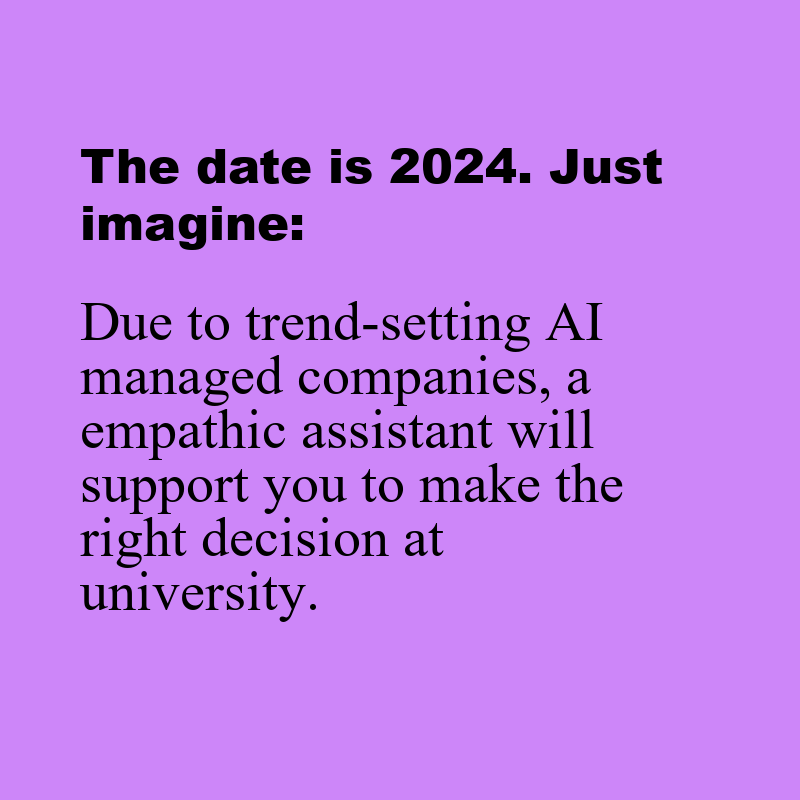 The date is 2024. Just
imagine:
Due to trend-setting AI
managed companies, a
empathic assistant will
support you to make the
right decision at
university.